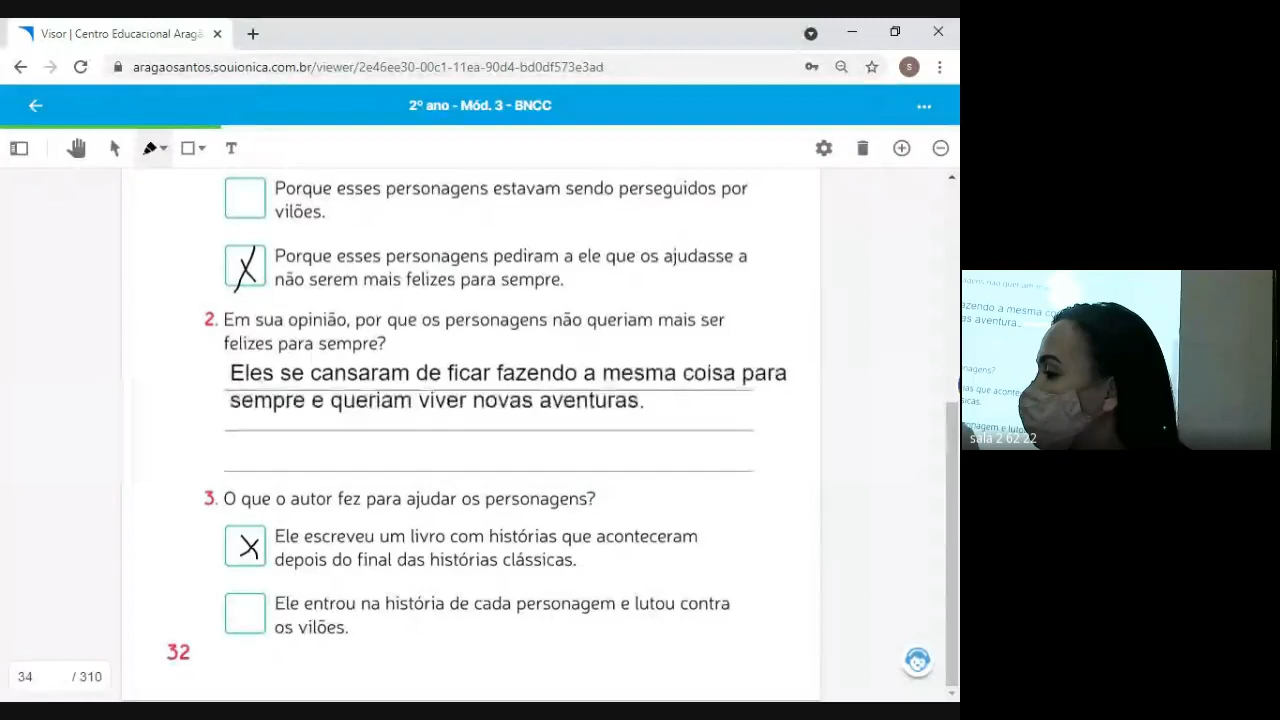 Visor | Centro Educacional Aragã
aragaosantos.souionica.com.br/viewer/2e46ee30-00c1-11ea-90d4-bd0df573e3ad
S
2º ano - Mód. 3 - BNCC
T
Porque esses personagens estavam sendo perseguidos por
vilões.
X Porque esses personagens pediram a ele que os ajudasse a
não serem mais felizes para sempre.
2. Em sua opinião, por que os personagens não queriam mais ser
felizes para sempre?
Eles se cansaram de ficar fazendo a mesma coisa para
sempre e queriam viver novas aventuras.
3. O que o autor fez para ajudar os personagens?
X Ele escreveu um livro com histórias que aconteceram
depois do final das histórias clássicas.
Ele entrou na história de cada personagem e lutou contra
os vilões.
32
34 / 310
azendo a mesma
as aventura
nagens?
sala 2 62 22